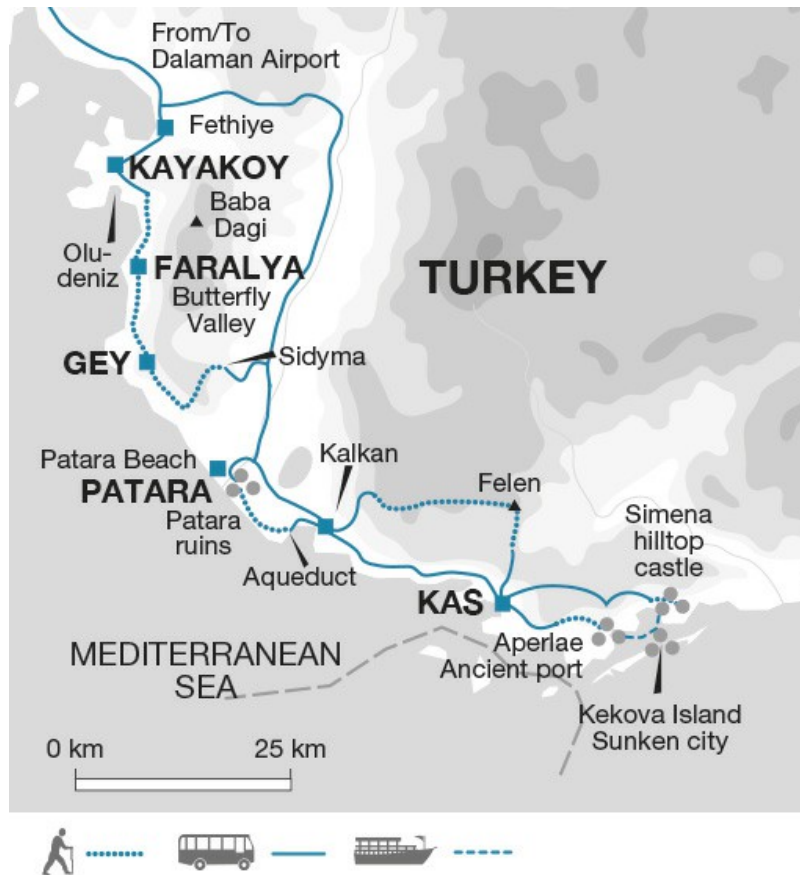 From/To
Dalaman Airport
Fethiye
KAYAKOY
Baba
Dagi
Olu-
deniz
FARALYA
Butterfly
Valley
TURKEY
GEY
Sidyma
Patara Beach
PATARA
Patara
ruins
Kalkan
Felen
Simena
hilltop
castle
Aqueduct
KAS
Aperlae
Ancient port
MEDITERRANEAN
SEA
Kekova Island
Sunken city
0 km
25 km